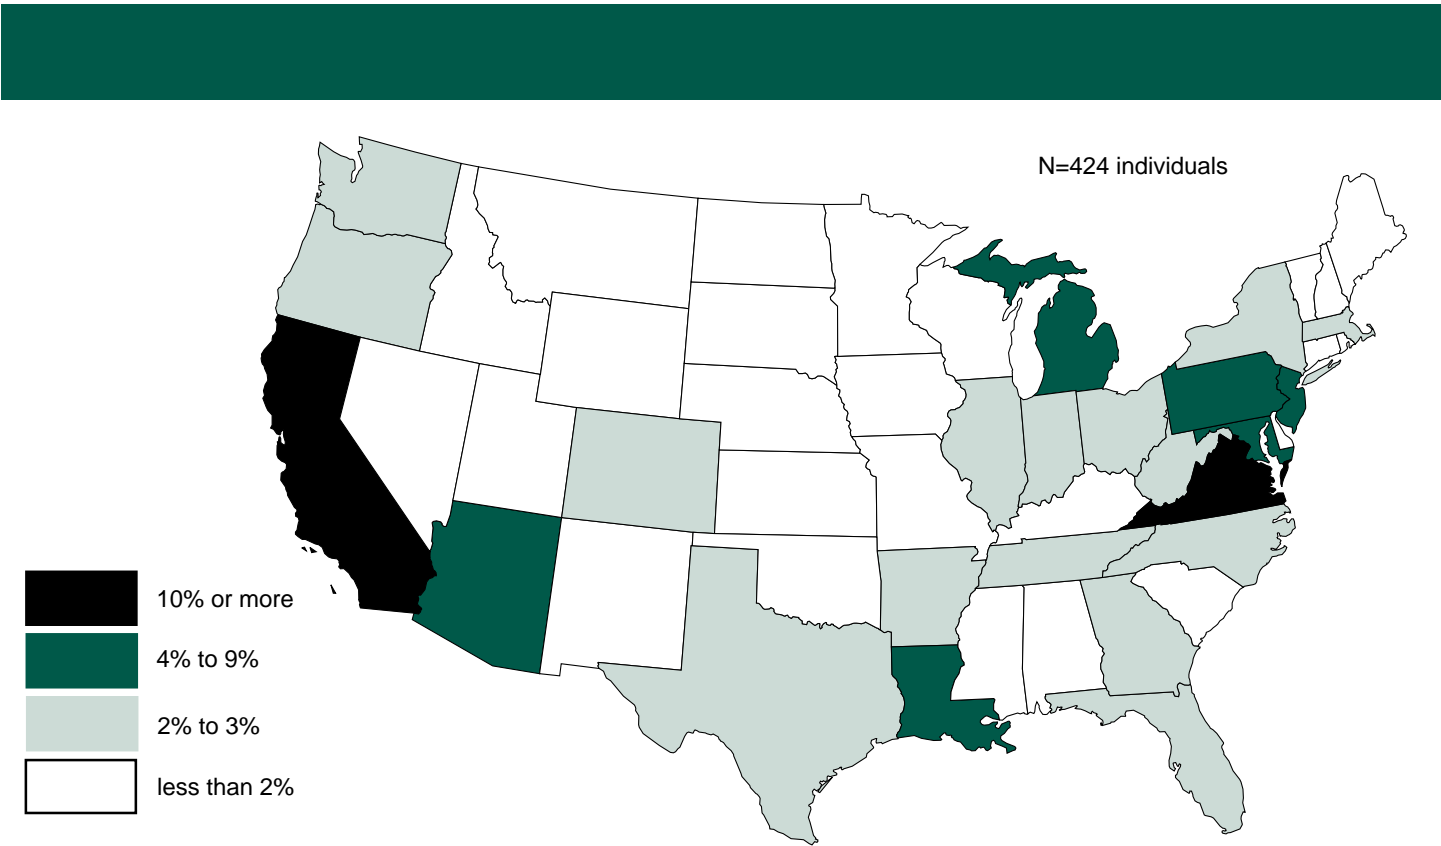 N=424 individuals
10% or more
4% to 9%
2% to 3%
less than 2%